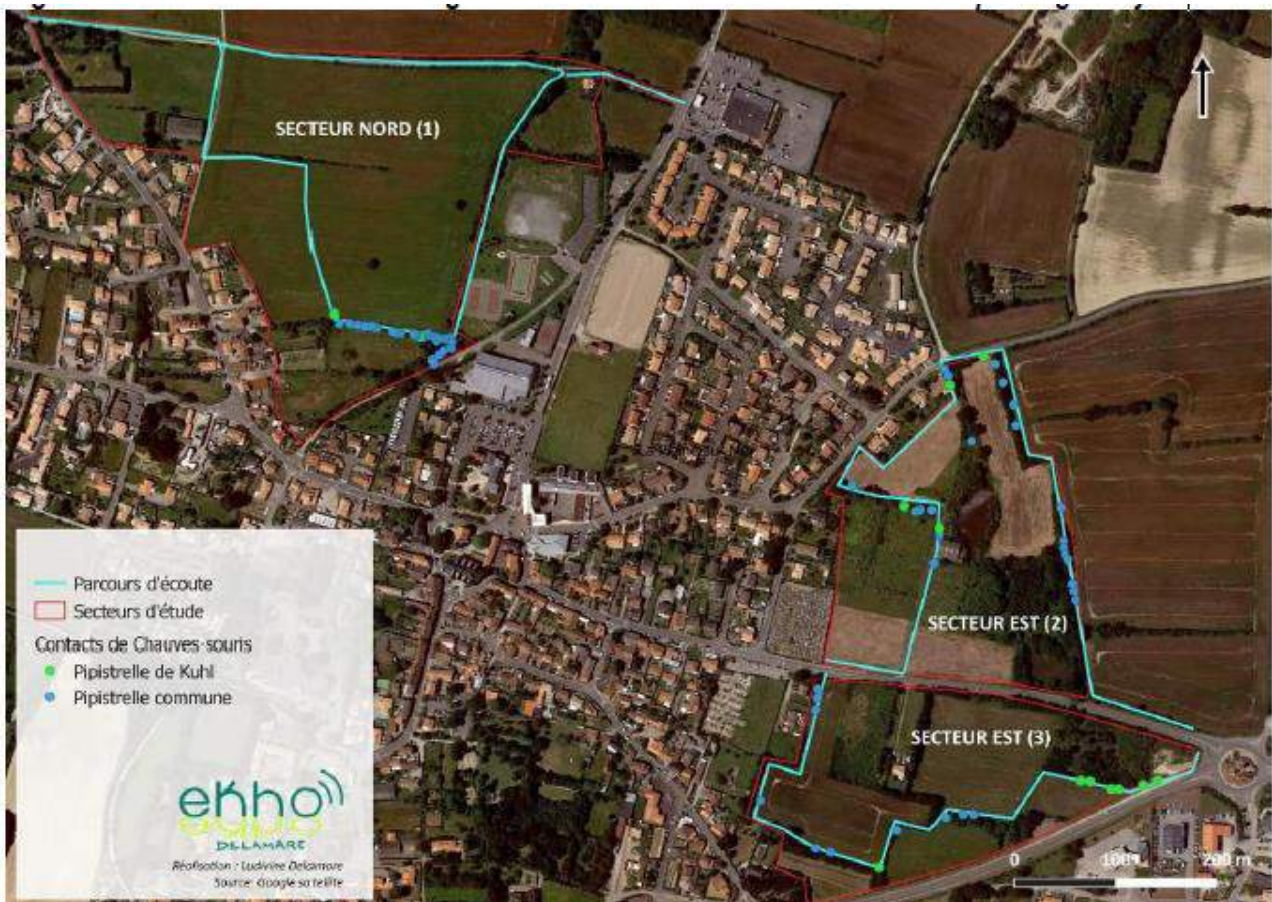 SECTEUR NORD (1)
SECTEUR EST (2)
SECTEUR EST (3)
Parcours d'écoute
Secteurs d'étude
Contacts de Chauves-souris
Pipistrelle de Kuhl
Pipistrelle commune
ekho
DELAMARE
Réalisation : Ludivine Delamare
Source: Google satellite
0 100 200 m